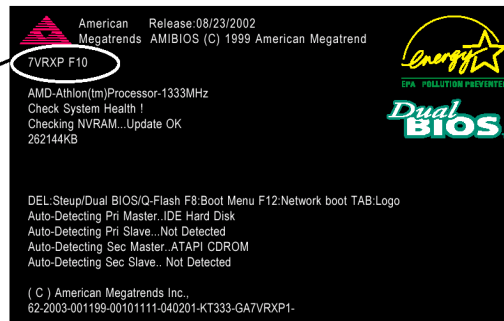 American Release:08/23/2002
Megatrends AMIBIOS (C) 1999 American Megatrend
7VRXP F10
energy
EPA POLLUTION PREVENTER
AMD-Athlon(tm)Processor-1333MHz
Check System Health !
Checking NVRAM...Update OK
262144KB
Dual
BIOS
DEL:Steup/Dual BIOS/Q-Flash F8:Boot Menu F12:Network boot TAB:Logo
Auto-Detecting Pri Master..IDE Hard Disk
Auto-Detecting Pri Slave...Not Detected
Auto-Detecting Sec Master..ATAPI CDROM
Auto-Detecting Sec Slave.. Not Detected
( C ) American Megatrends Inc.,
62-2003-001199-00101111-040201-KT333-GA7VRXP1-